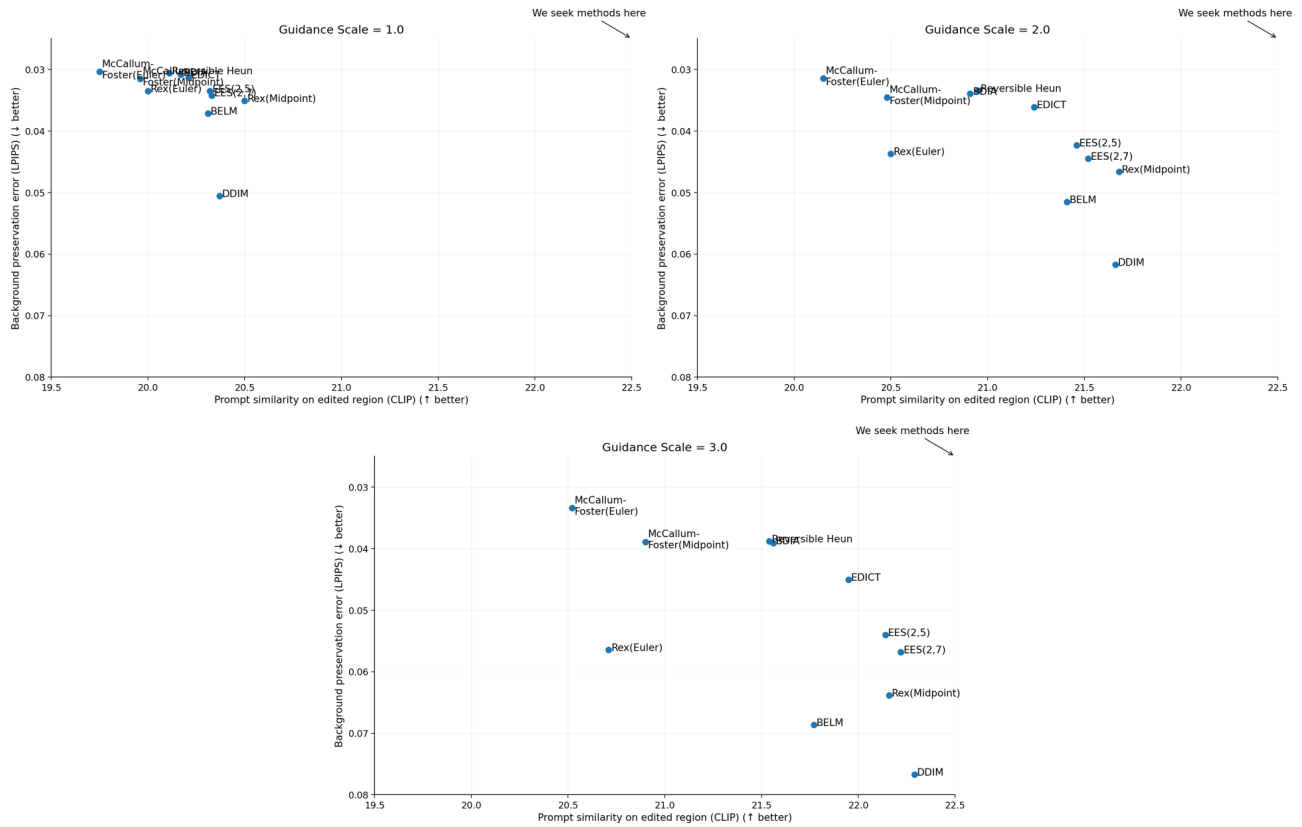 We seek methods here
Guidance Scale = 1.0
Background preservation error (LPIPS) (↓ better)
0.03
0.04
0.05
0.06
0.07
0.08
McCallum-
Foster(Euler)
McCallum-
Foster(Midpoint)
Reversible Heun
EDICT
Rex(Euler)
EES(2,5)
EES(2,7)
Rex(Midpoint)
BELM
DDIM
19.5
20.0
20.5
21.0
21.5
22.0
22.5
Prompt similarity on edited region (CLIP) (↑ better)
We seek methods here
Guidance Scale = 2.0
Background preservation error (LPIPS) (↓ better)
0.03
0.04
0.05
0.06
0.07
0.08
McCallum-
Foster(Euler)
McCallum-
Foster(Midpoint)
Reversible Heun
BDIA
EDICT
Rex(Euler)
EES(2,5)
EES(2,7)
Rex(Midpoint)
BELM
DDIM
19.5
20.0
20.5
21.0
21.5
22.0
22.5
Prompt similarity on edited region (CLIP) (↑ better)
We seek methods here
Guidance Scale = 3.0
Background preservation error (LPIPS) (↓ better)
0.03
0.04
0.05
0.06
0.07
0.08
McCallum-
Foster(Euler)
McCallum-
Foster(Midpoint)
Reversible Heun
BDIA
EDICT
EES(2,5)
Rex(Euler)
EES(2,7)
Rex(Midpoint)
BELM
DDIM
19.5
20.0
20.5
21.0
21.5
22.0
22.5
Prompt similarity on edited region (CLIP) (↑ better)